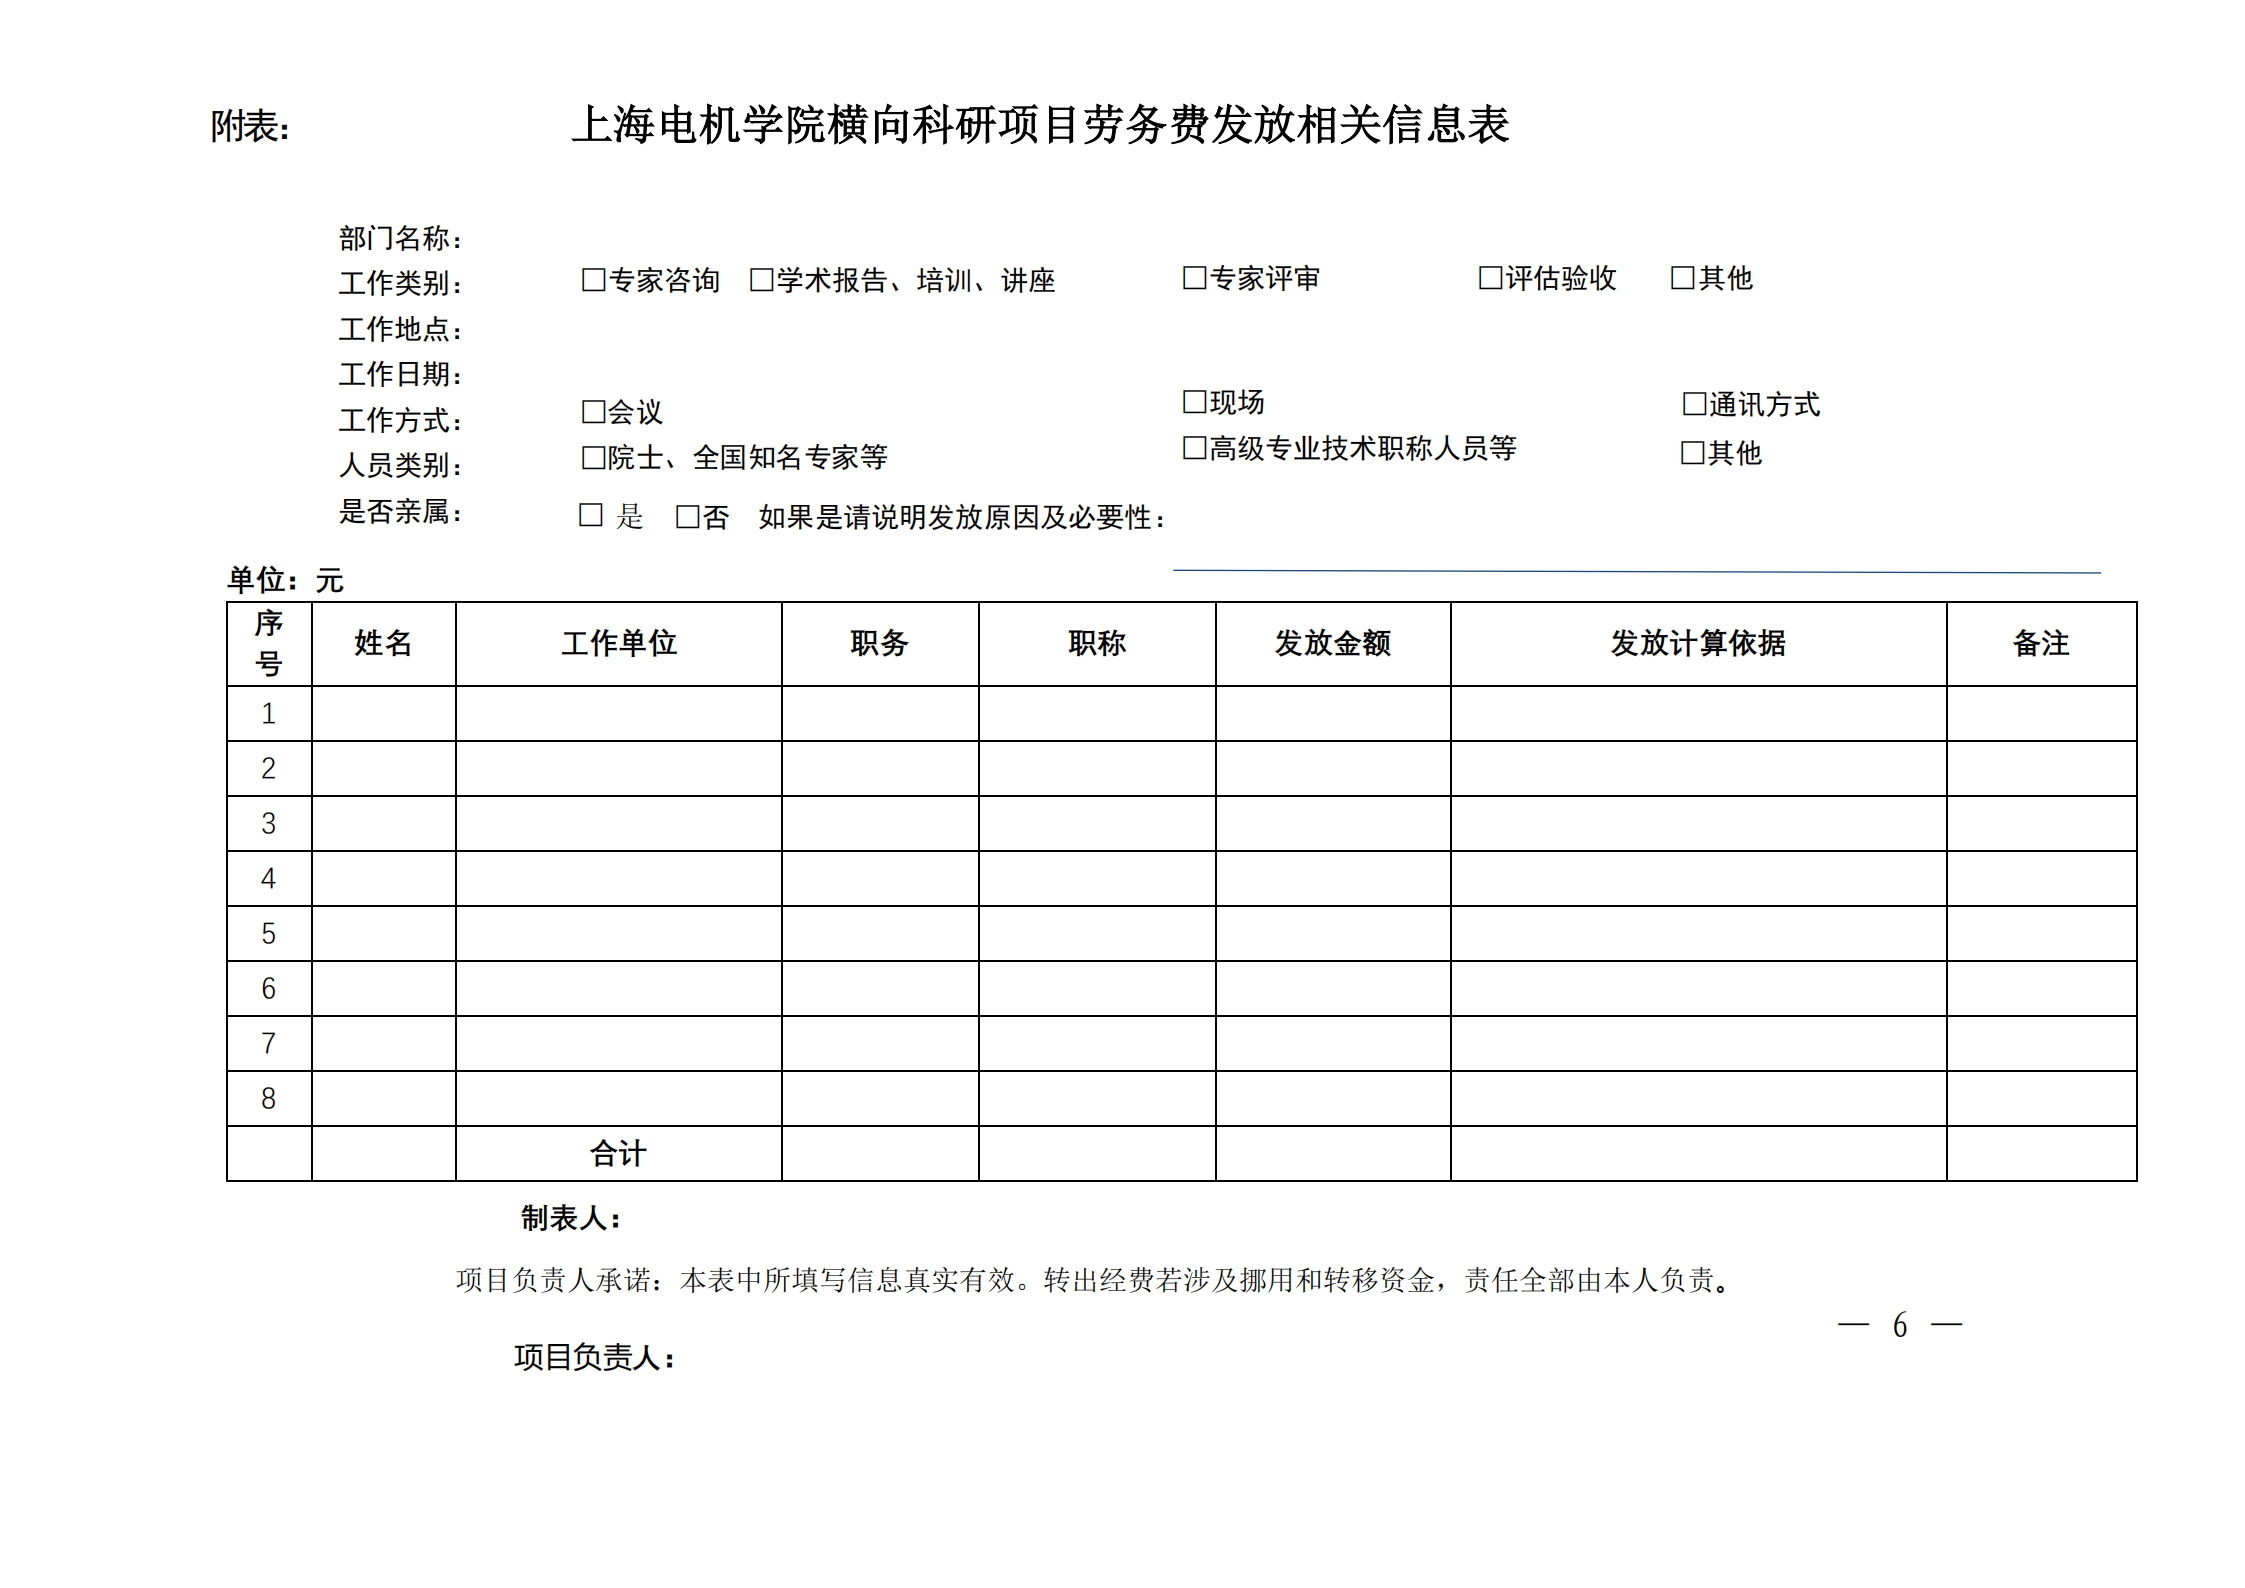 附表：
上海电机学院横向科研项目劳务费发放相关信息表
部门名称：
工作类别： □专家咨询 □学术报告、培训、讲座 □专家评审 □评估验收 □其他
工作地点：
工作日期：
工作方式： □会议 □现场 □通讯方式
人员类别： □院士、全国知名专家等 □高级专业技术职称人员等 □其他
是否亲属： □ 是 □否 如果是请说明发放原因及必要性：
单位：元
序号 姓名 工作单位 职务 职称 发放金额 发放计算依据 备注
1
2
3
4
5
6
7
8
合计
制表人：
项目负责人承诺：本表中所填写信息真实有效。转出经费若涉及挪用和转移资金，责任全部由本人负责。
— 6 —
项目负责人：